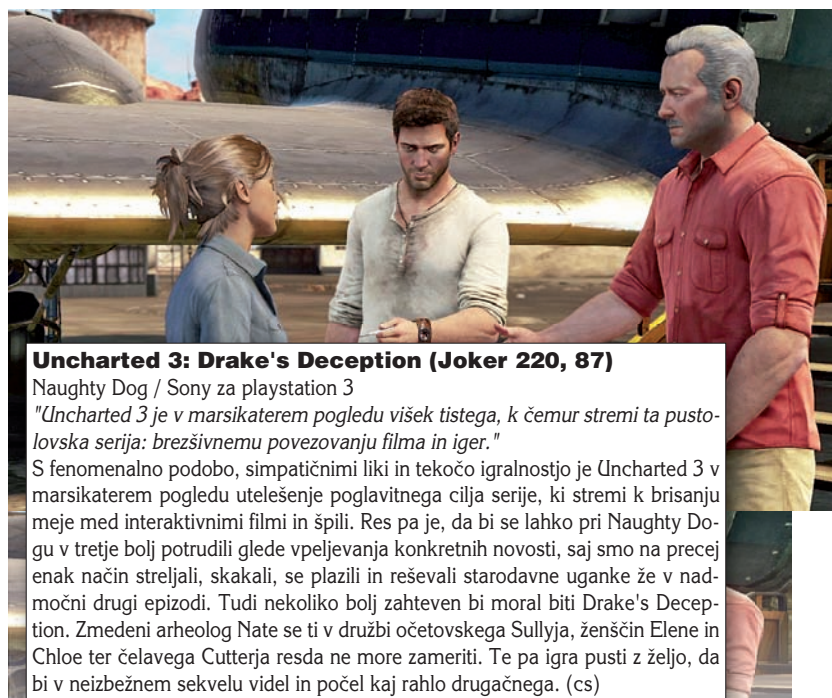 Uncharted 3: Drake's Deception (Joker 220, 87)
Naughty Dog / Sony za playstation 3
"Uncharted 3 je v marsikaterem pogledu višek tistega, k čemur stremi ta pusto-
lovska serija: brezšivnemu povezovanju filma in iger."
S fenomenalno podobo, simpatičnimi liki in tekočo igralnostjo je Uncharted 3 v
marsikaterem pogledu utelešenje poglavitnega cilja serije, ki stremi k brisanju
meje med interaktivnimi filmi in špili. Res pa je, da bi se lahko pri Naughty Do-
gu v tretje bolj potrudili glede vpeljevanja konkretnih novosti, saj smo na precej
enak način streljali, skakali, se plazili in reševali starodavne uganke že v nad-
močni drugi epizodi. Tudi nekoliko bolj zahteven bi moral biti Drake's Decep-
tion. Zmedeni arheolog Nate se ti v družbi očetovskega Sullyja, ženščin Elene in
Chloe ter čelavega Cutterja resda ne more zameriti. Te pa igra pusti z željo, da
bi v neizbežnem sekvelu videl in počel kaj rahlo drugačnega. (cs)